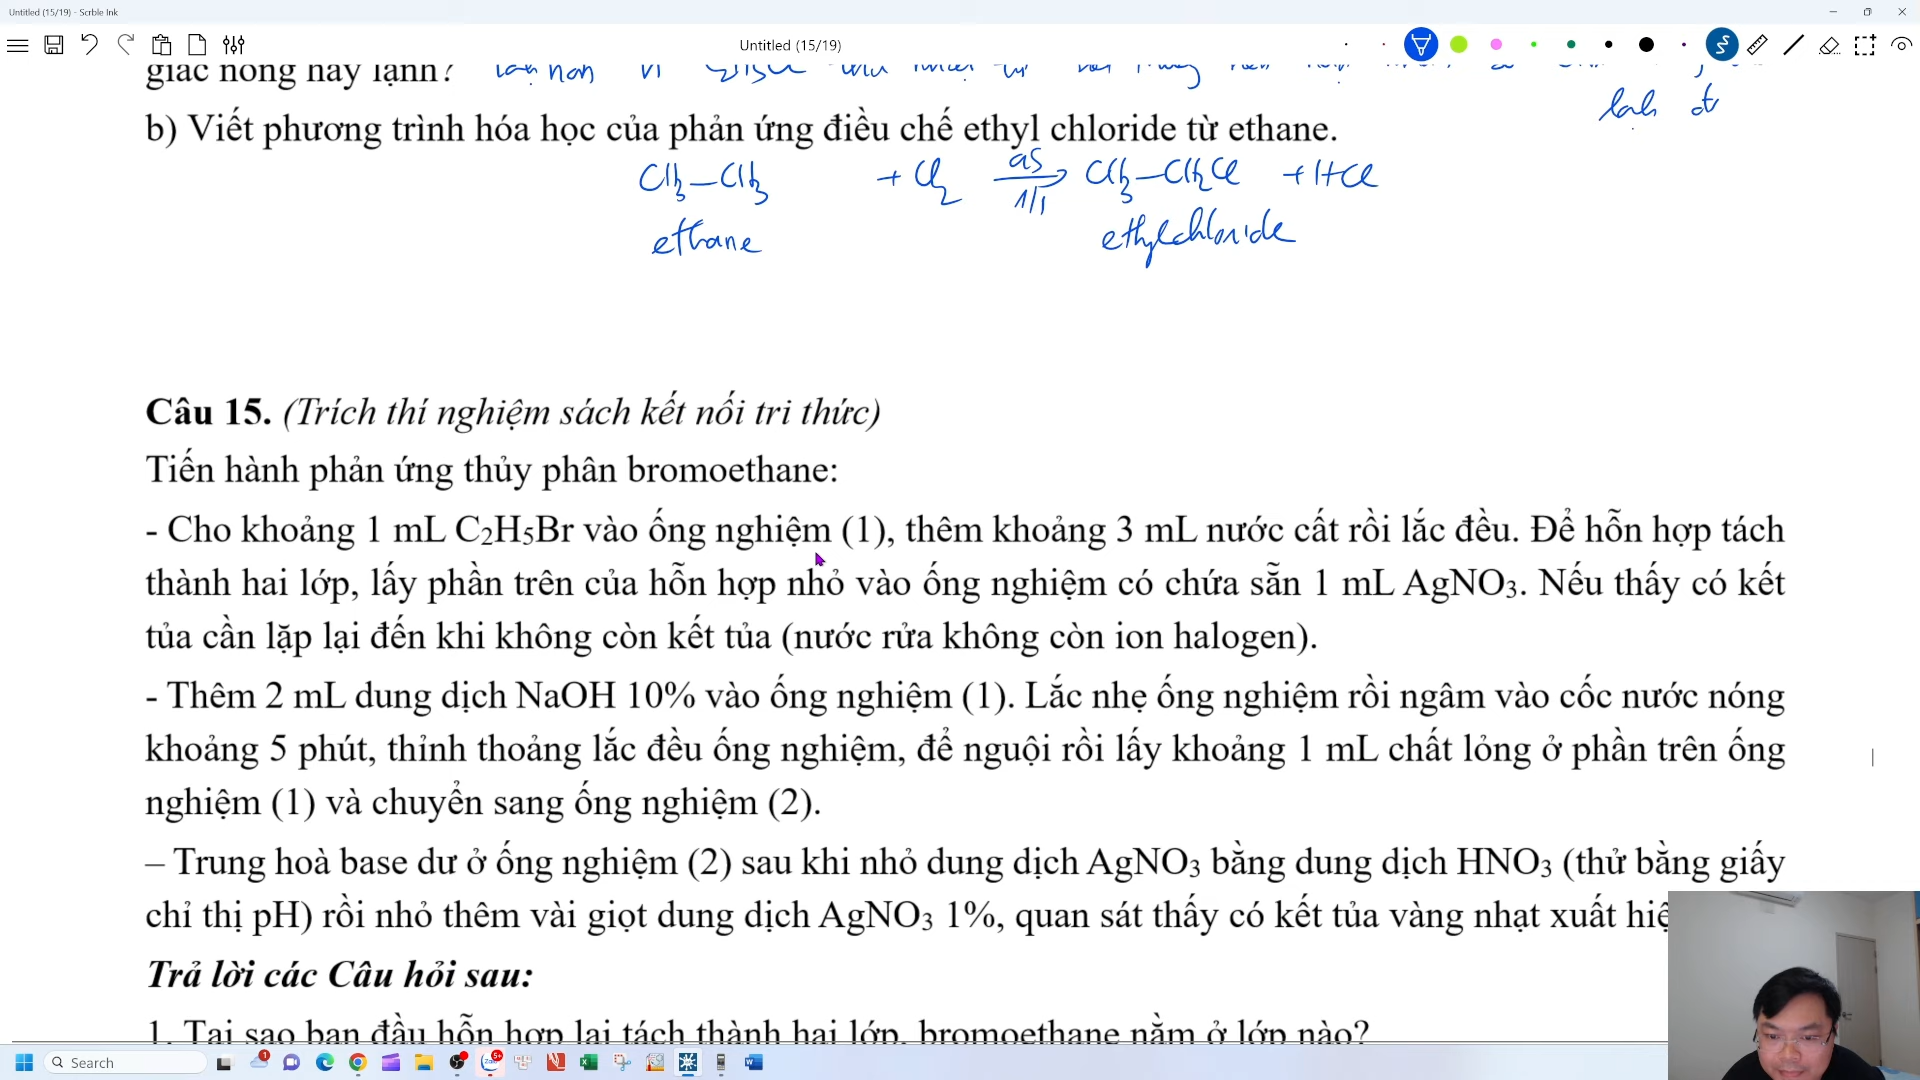 Untitled (15/19) - Scrble Ink
Untitled (15/19)
giác nóng hay lạnh?
lạnh đ
b) Viết phương trình hóa học của phản ứng điều chế ethyl chloride từ ethane.
CH3–CH3 + Cl2 as 1/1 CH3–CH2Cl + HCl
ethane ethylchloride
Câu 15. (Trích thí nghiệm sách kết nối tri thức)
Tiến hành phản ứng thủy phân bromoethane:
- Cho khoảng 1 mL C2H5Br vào ống nghiệm (1), thêm khoảng 3 mL nước cất rồi lắc đều. Để hỗn hợp tách
thành hai lớp, lấy phần trên của hỗn hợp nhỏ vào ống nghiệm có chứa sẵn 1 mL AgNO3. Nếu thấy có kết
tủa cần lặp lại đến khi không còn kết tủa (nước rửa không còn ion halogen).
- Thêm 2 mL dung dịch NaOH 10% vào ống nghiệm (1). Lắc nhẹ ống nghiệm rồi ngâm vào cốc nước nóng
khoảng 5 phút, thỉnh thoảng lắc đều ống nghiệm, để nguội rồi lấy khoảng 1 mL chất lỏng ở phần trên ống
nghiệm (1) và chuyển sang ống nghiệm (2).
– Trung hoà base dư ở ống nghiệm (2) sau khi nhỏ dung dịch AgNO3 bằng dung dịch HNO3 (thử bằng giấy
chỉ thị pH) rồi nhỏ thêm vài giọt dung dịch AgNO3 1%, quan sát thấy có kết tủa vàng nhạt xuất hiệ
Trả lời các Câu hỏi sau:
1. Tại sao ban đầu hỗn hợp lại tách thành hai lớp, bromoethane nằm ở lớp nào?
Search